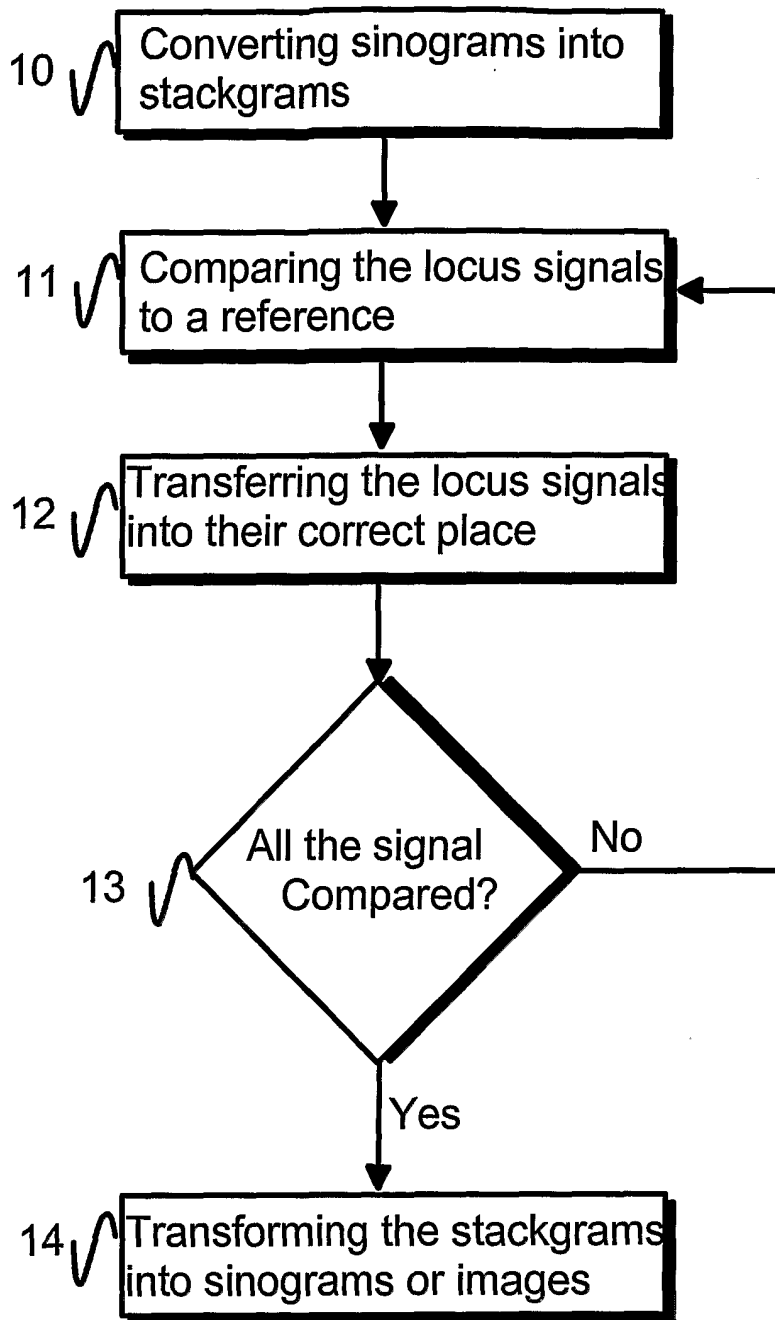 10
Converting sinograms into
stackgrams
11
Comparing the locus signals
to a reference
12
Transferring the locus signals
into their correct place
13
All the signal
Compared?
No
Yes
14
Transforming the stackgrams
into sinograms or images